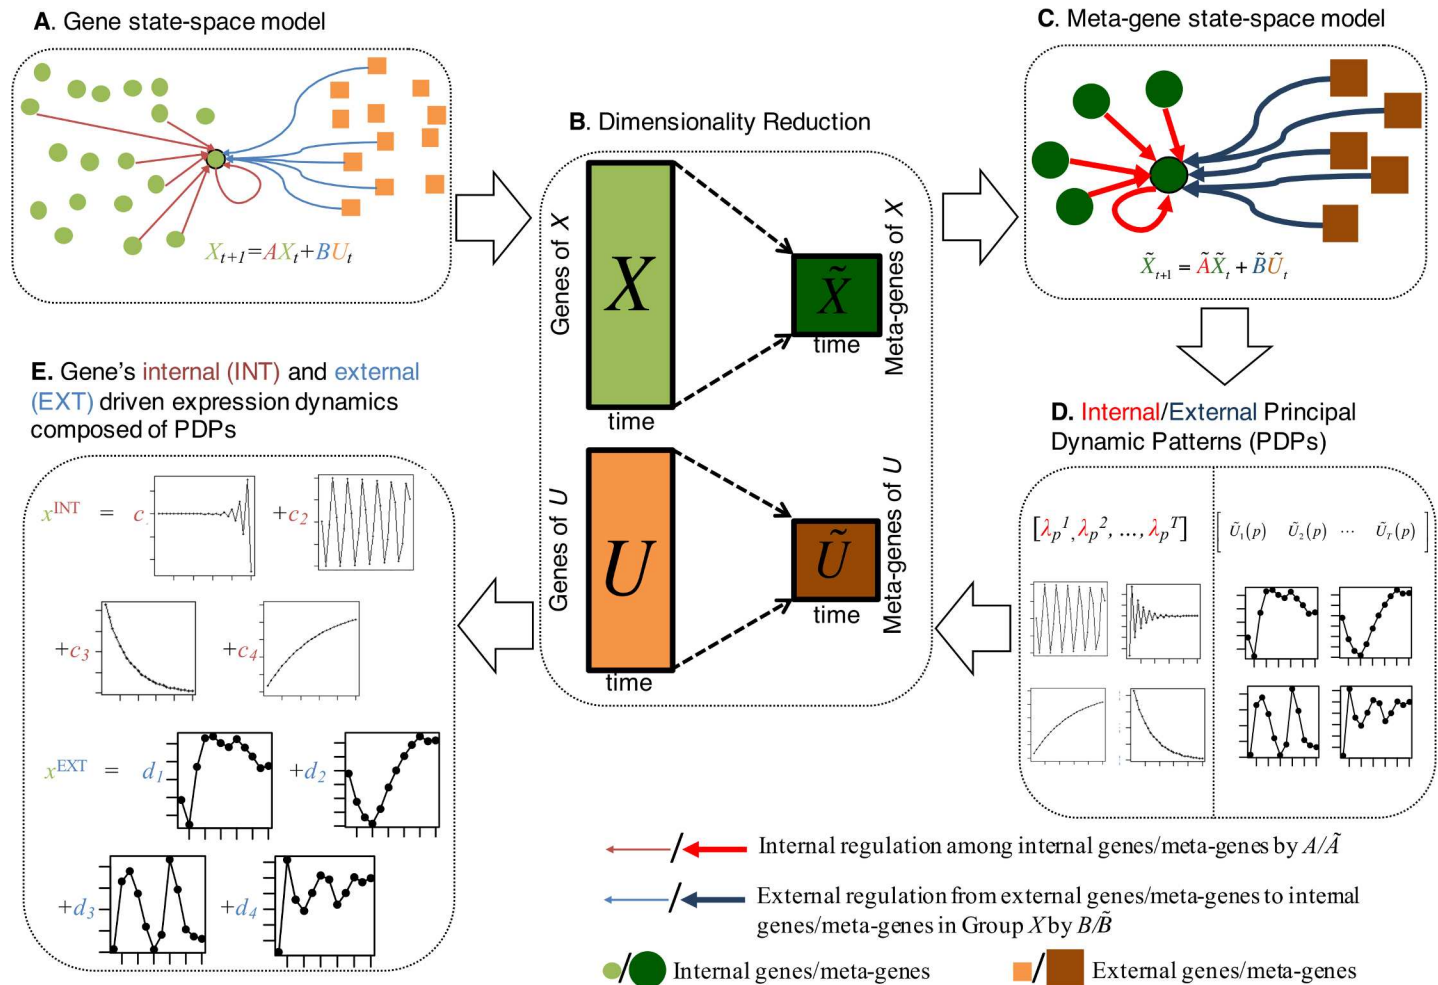 A. Gene state-space model
X_{t+1}=AX_t+BU_t
B. Dimensionality Reduction
Genes of X
X
time
X̃
time
Meta-genes of X
Genes of U
U
time
Ũ
time
Meta-genes of U
C. Meta-gene state-space model
X̃_{t+1} = ÃX̃_t + B̃Ũ_t
D. Internal/External Principal
Dynamic Patterns (PDPs)
[λ_p^1, λ_p^2, ..., λ_p^T]
[Ũ_1(p) Ũ_2(p) ⋯ Ũ_T(p)]
E. Gene's internal (INT) and external
(EXT) driven expression dynamics
composed of PDPs
x^INT = c +c_2
+c_3 +c_4
x^EXT = d_1 +d_2
+d_3 +d_4
/ Internal regulation among internal genes/meta-genes by A/Ã
/ External regulation from external genes/meta-genes to internal
genes/meta-genes in Group X by B/B̃
/ Internal genes/meta-genes
/ External genes/meta-genes